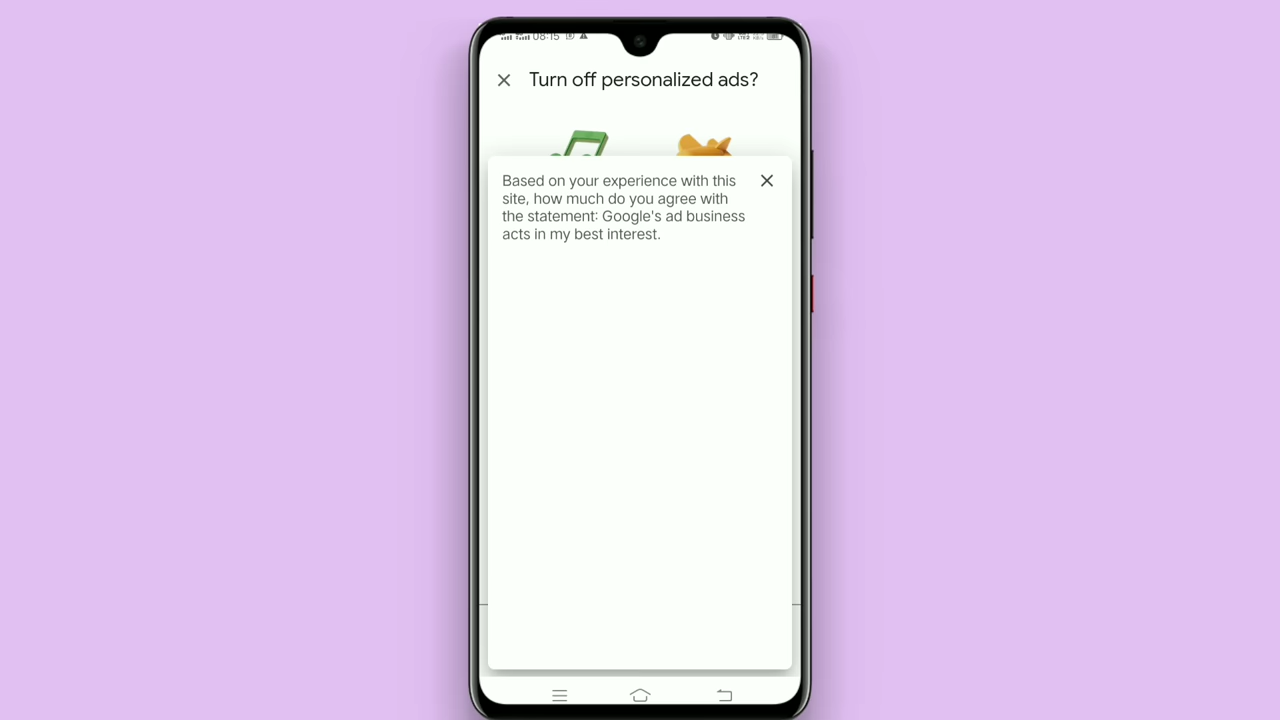 08:15
Turn off personalized ads?
Based on your experience with this
site, how much do you agree with
the statement: Google's ad business
acts in my best interest.